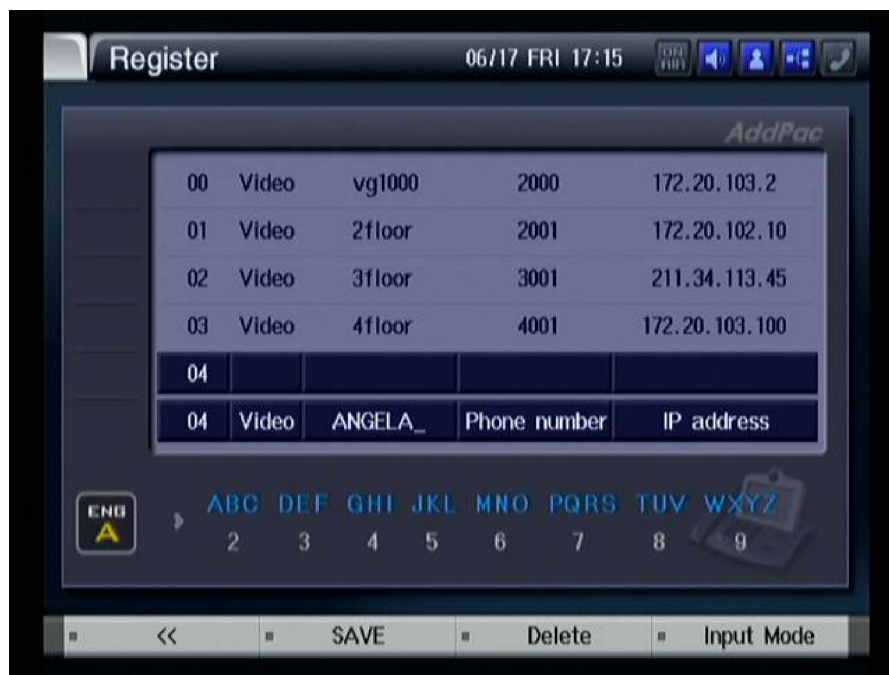 Register 06/17 FRI 17:15 ON AIR
AddPac
00 Video vg1000 2000 172.20.103.2
01 Video 2floor 2001 172.20.102.10
02 Video 3floor 3001 211.34.113.45
03 Video 4floor 4001 172.20.103.100
04
04 Video ANGELA_ Phone number IP address
ENG A ABC DEF GHI JKL MNO PQRS TUV WXYZ
2 3 4 5 6 7 8 9
<< SAVE Delete Input Mode